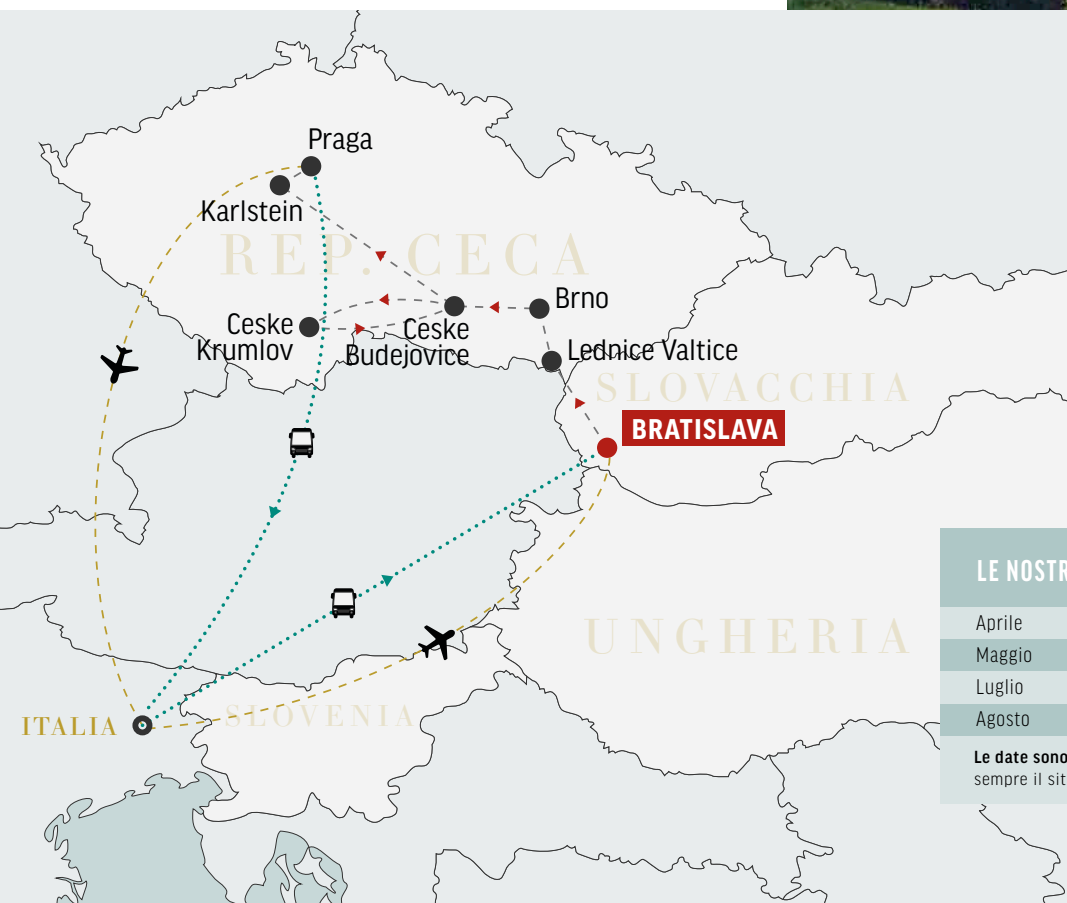 Praga
Karlstein
REP. CECA
Brno
Ceske
Krumlov
Ceske
Budejovice
Lednice Valtice
SLOVACCHIA
BRATISLAVA
LE NOSTR
Aprile
Maggio
Luglio
Agosto
Le date sono
sempre il sit
UNGHERIA
SLOVENIA
ITALIA